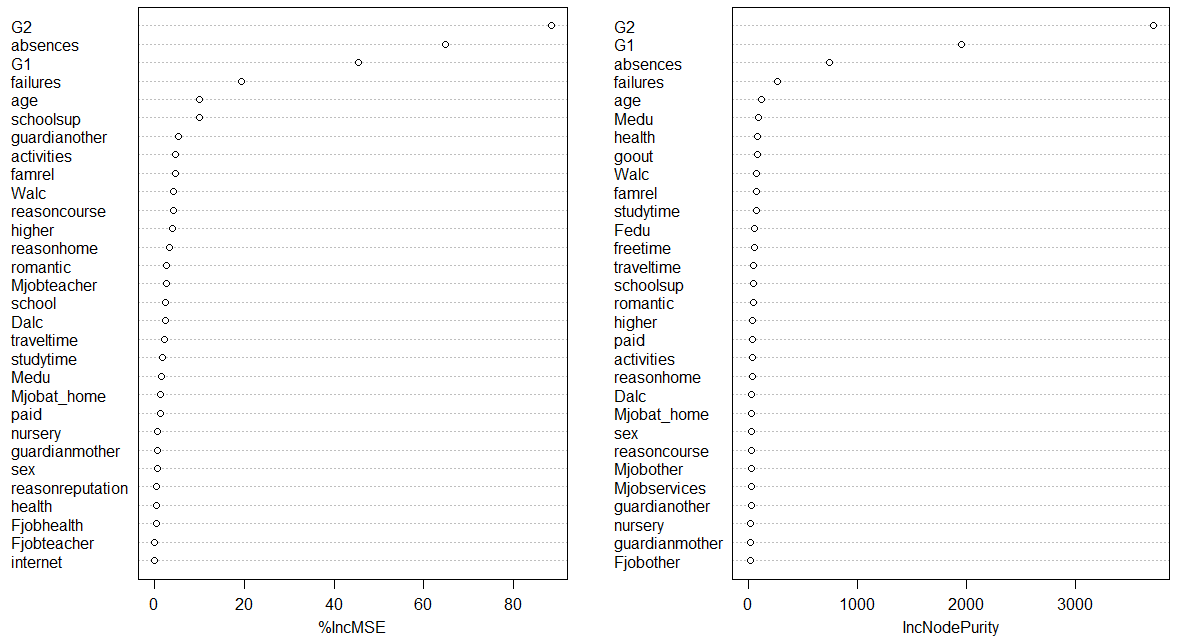 G2
absences
G1
failures
age
schoolsup
guardianother
activities
famrel
Walc
reasoncourse
higher
reasonhome
romantic
Mjobteacher
school
Dalc
traveltime
studytime
Medu
Mjobat_home
paid
nursery
guardianmother
sex
reasonreputation
health
Fjobhealth
Fjobteacher
internet
0 20 40 60 80
%IncMSE
G2
G1
absences
failures
age
Medu
health
goout
Walc
famrel
studytime
Fedu
freetime
traveltime
schoolsup
romantic
higher
paid
activities
reasonhome
Dalc
Mjobat_home
sex
reasoncourse
Mjobother
Mjobservices
guardianother
nursery
guardianmother
Fjobother
0 1000 2000 3000
IncNodePurity